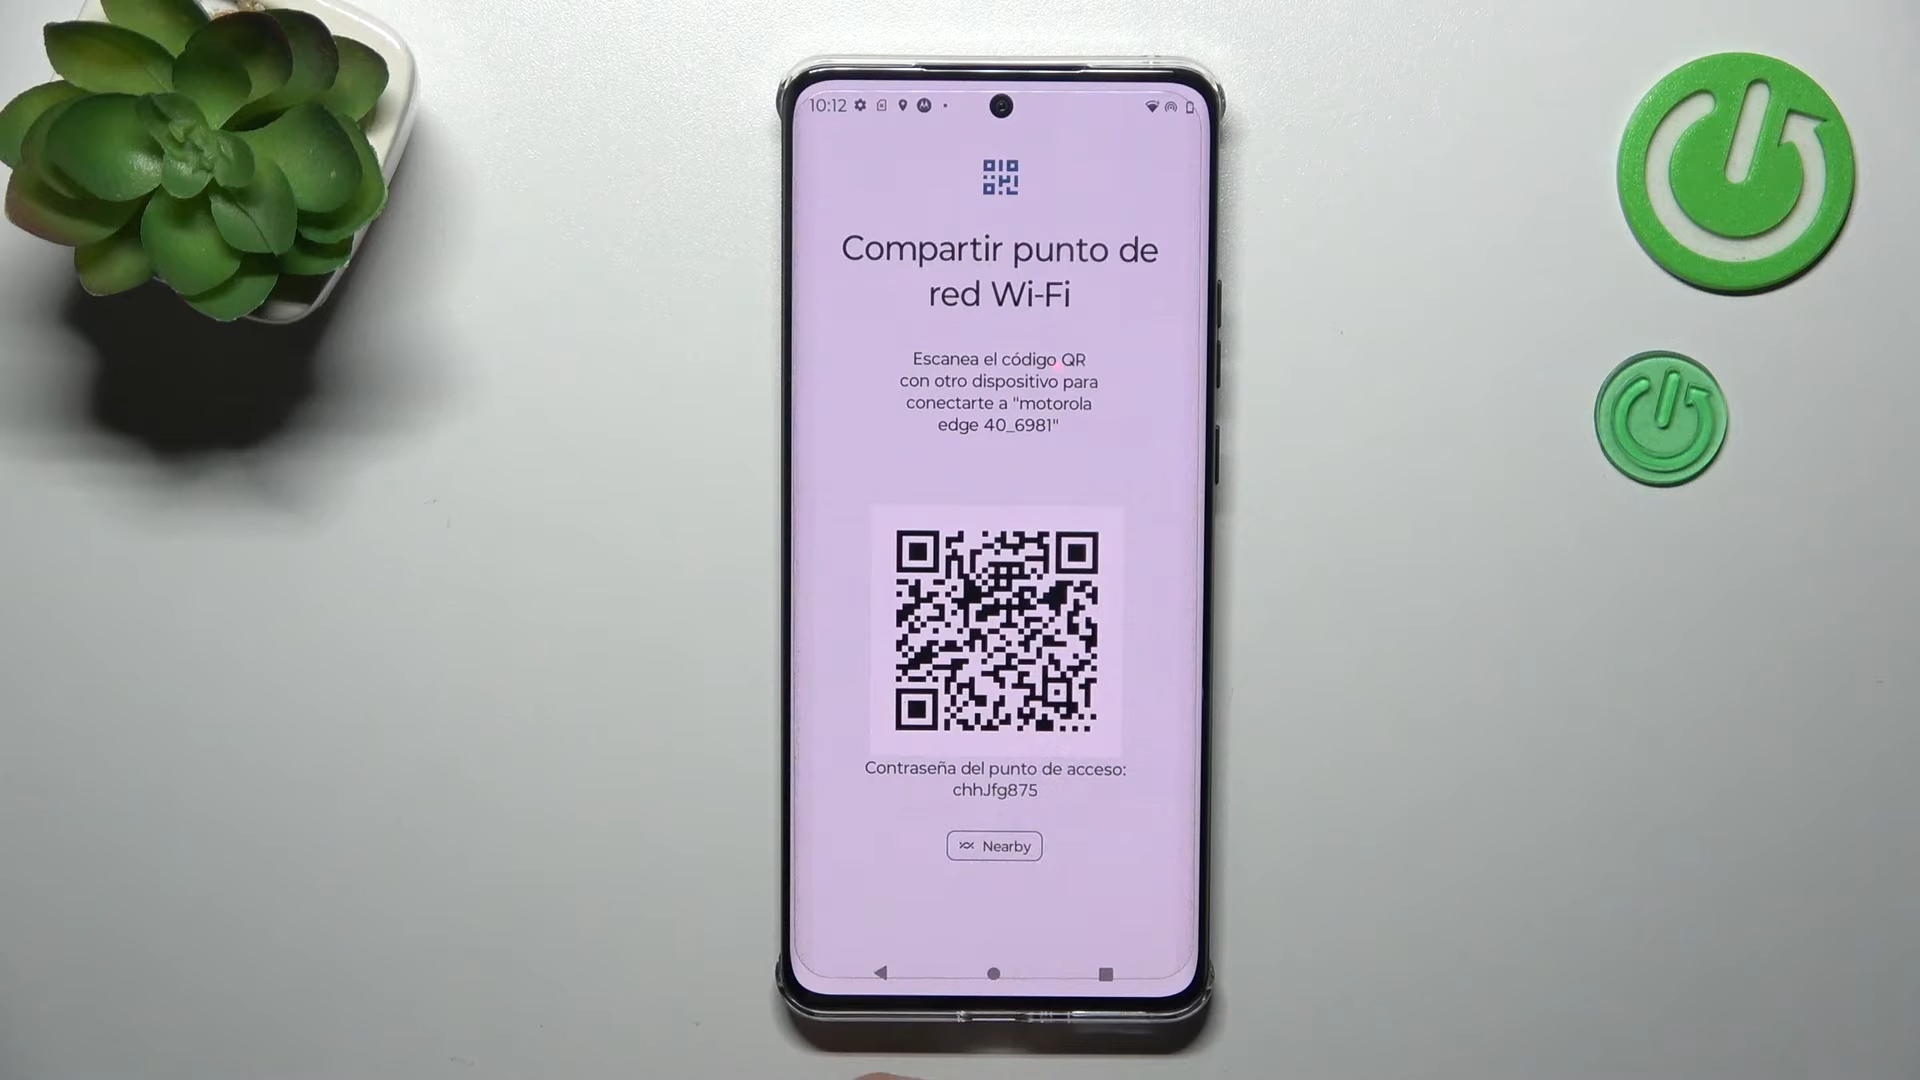 10:12
Compartir punto de
red Wi-Fi
Escanea el código QR
con otro dispositivo para
conectarte a "motorola
edge 40_6981"
Contraseña del punto de acceso:
chhJfg875
Nearby